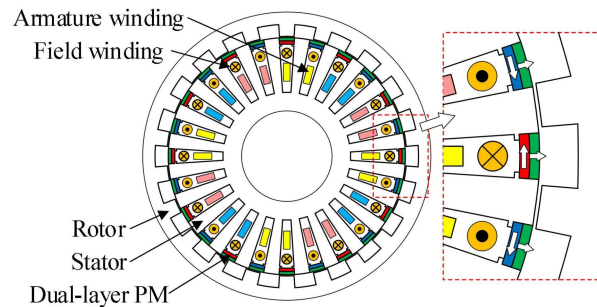 Armature winding
Field winding
Rotor
Stator
Dual-layer PM